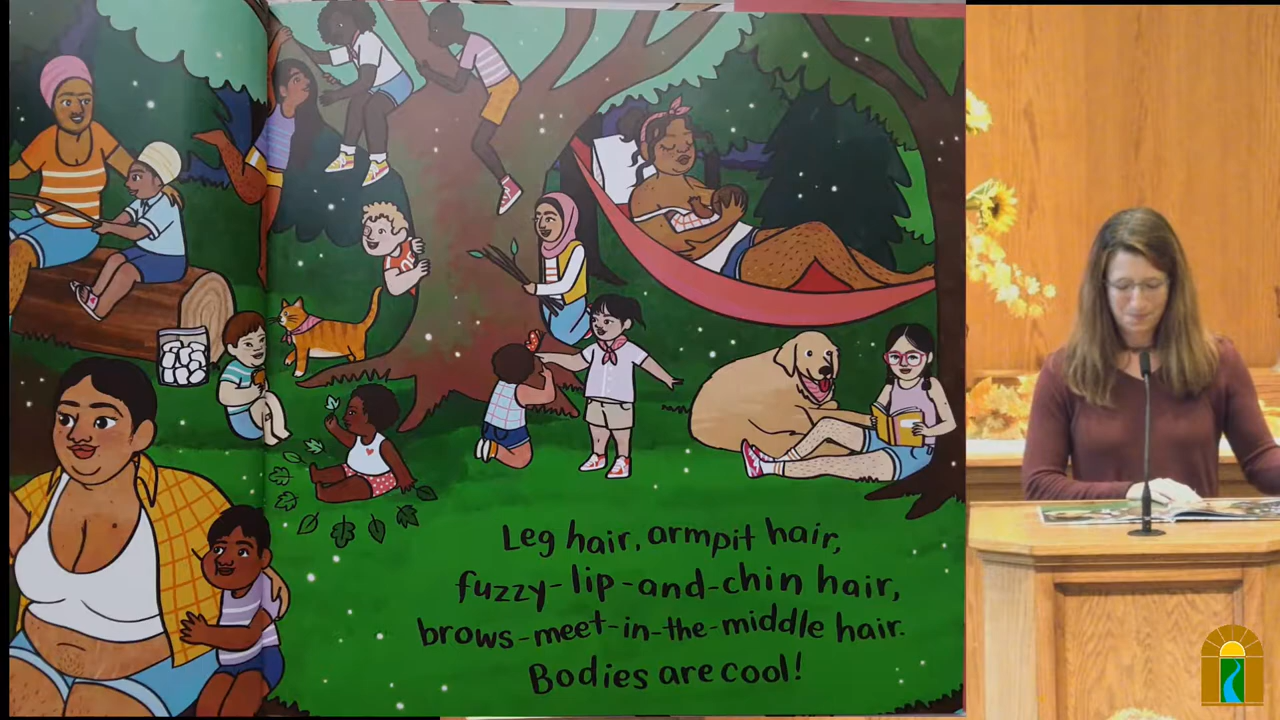 Leg hair, armpit hair,
fuzzy-lip-and-chin hair,
brows-meet-in-the-middle hair.
Bodies are cool!